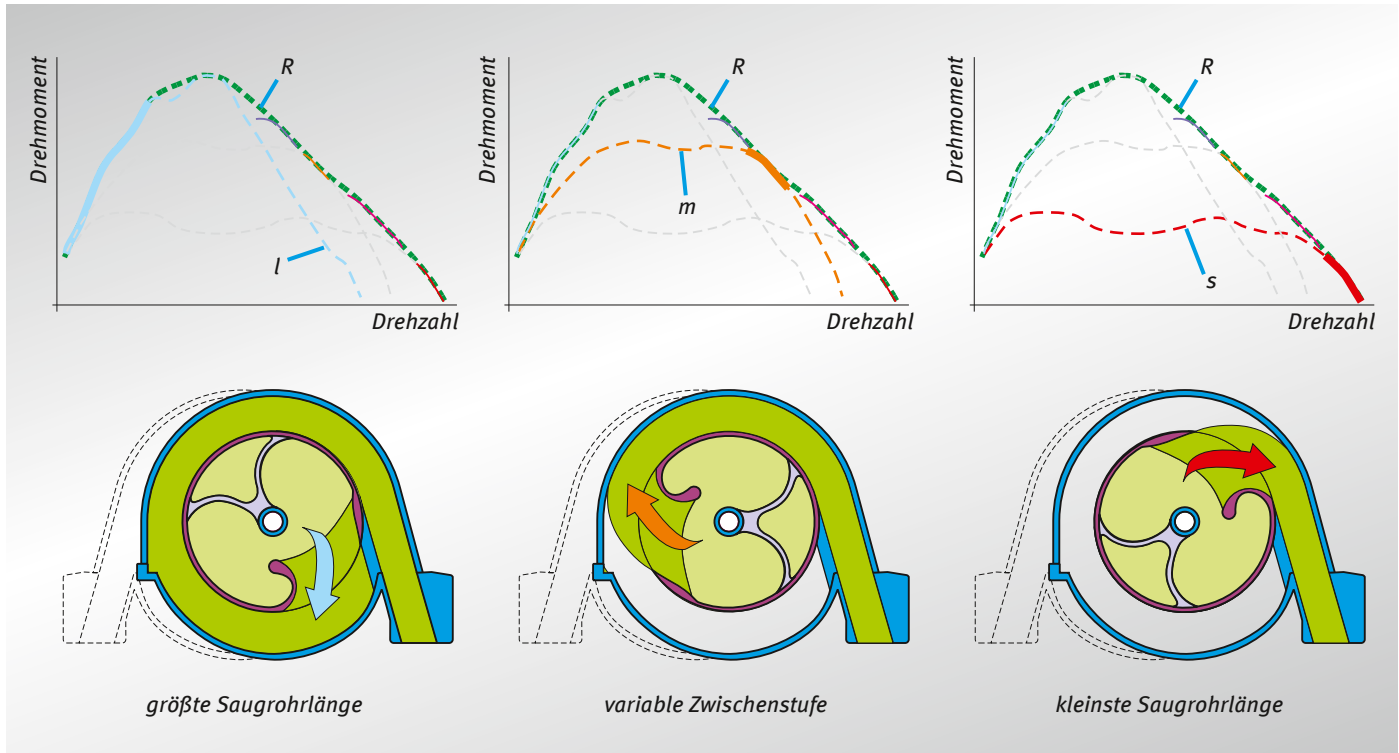 Drehmoment
R
l
Drehzahl
Drehmoment
R
m
Drehzahl
Drehmoment
R
s
Drehzahl
größte Saugrohrlänge
variable Zwischenstufe
kleinste Saugrohrlänge